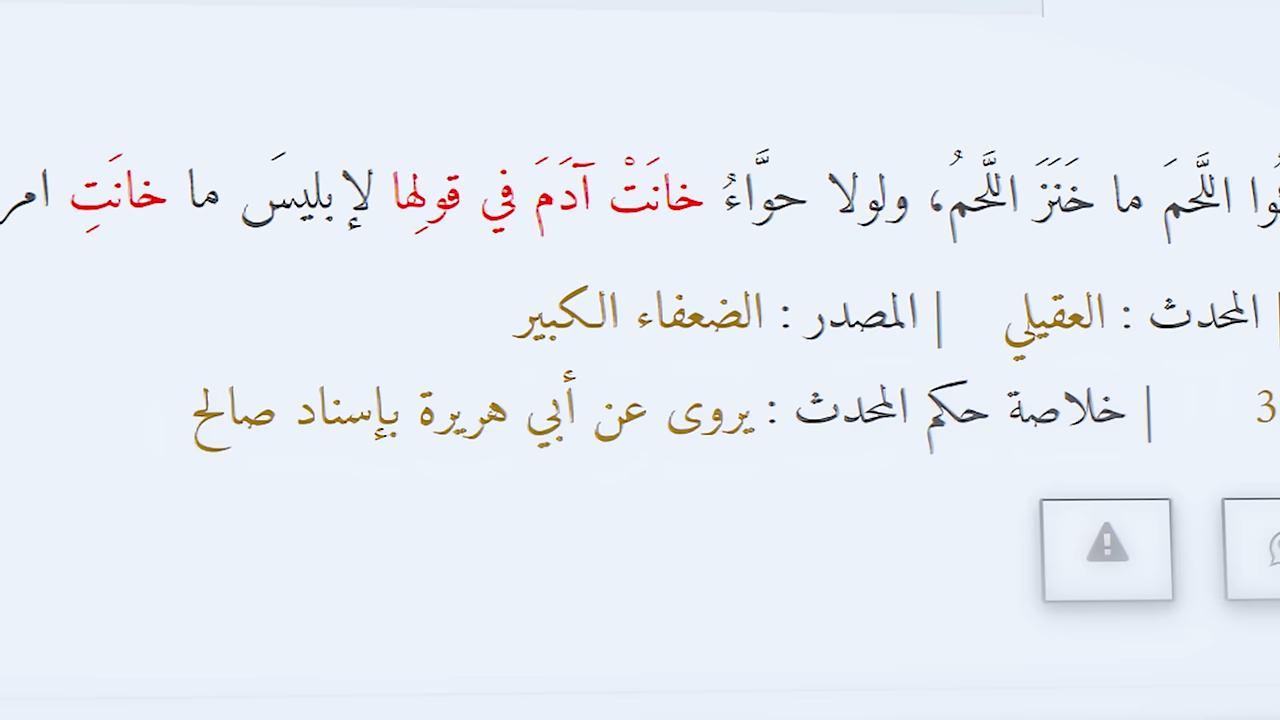 اللَّحمَ ما خَنَزَ اللَّحمُ، ولولا حوَّاءُ خانَتْ آدَمَ في قولِها لإبليسَ ما خانَتِ
| المحدث : العقيلي | المصدر : الضعفاء الكبير
| خلاصة حكم المحدث : يروى عن أبي هريرة بإسناد صالح